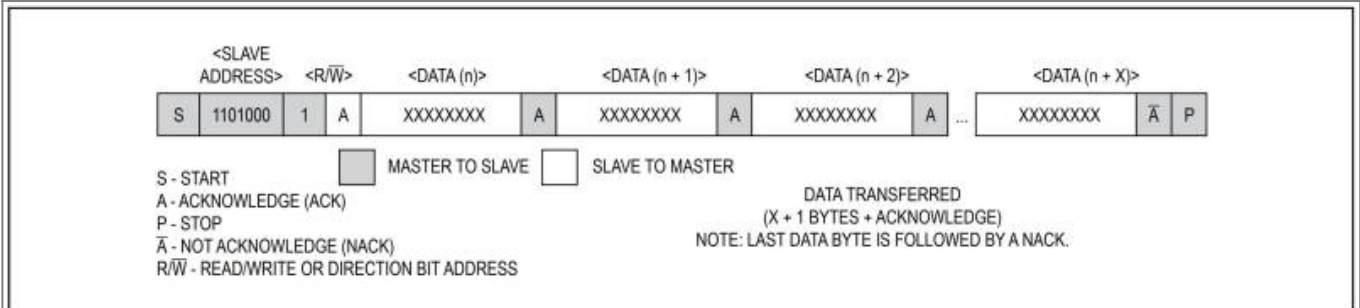 <SLAVE
ADDRESS> <R/W̅> <DATA (n)> <DATA (n + 1)> <DATA (n + 2)> <DATA (n + X)>
S 1101000 1 A XXXXXXXX A XXXXXXXX A XXXXXXXX A ... XXXXXXXX A̅ P
MASTER TO SLAVE SLAVE TO MASTER
S - START
A - ACKNOWLEDGE (ACK)
P - STOP
A̅ - NOT ACKNOWLEDGE (NACK)
R/W̅ - READ/WRITE OR DIRECTION BIT ADDRESS
DATA TRANSFERRED
(X + 1 BYTES + ACKNOWLEDGE)
NOTE: LAST DATA BYTE IS FOLLOWED BY A NACK.